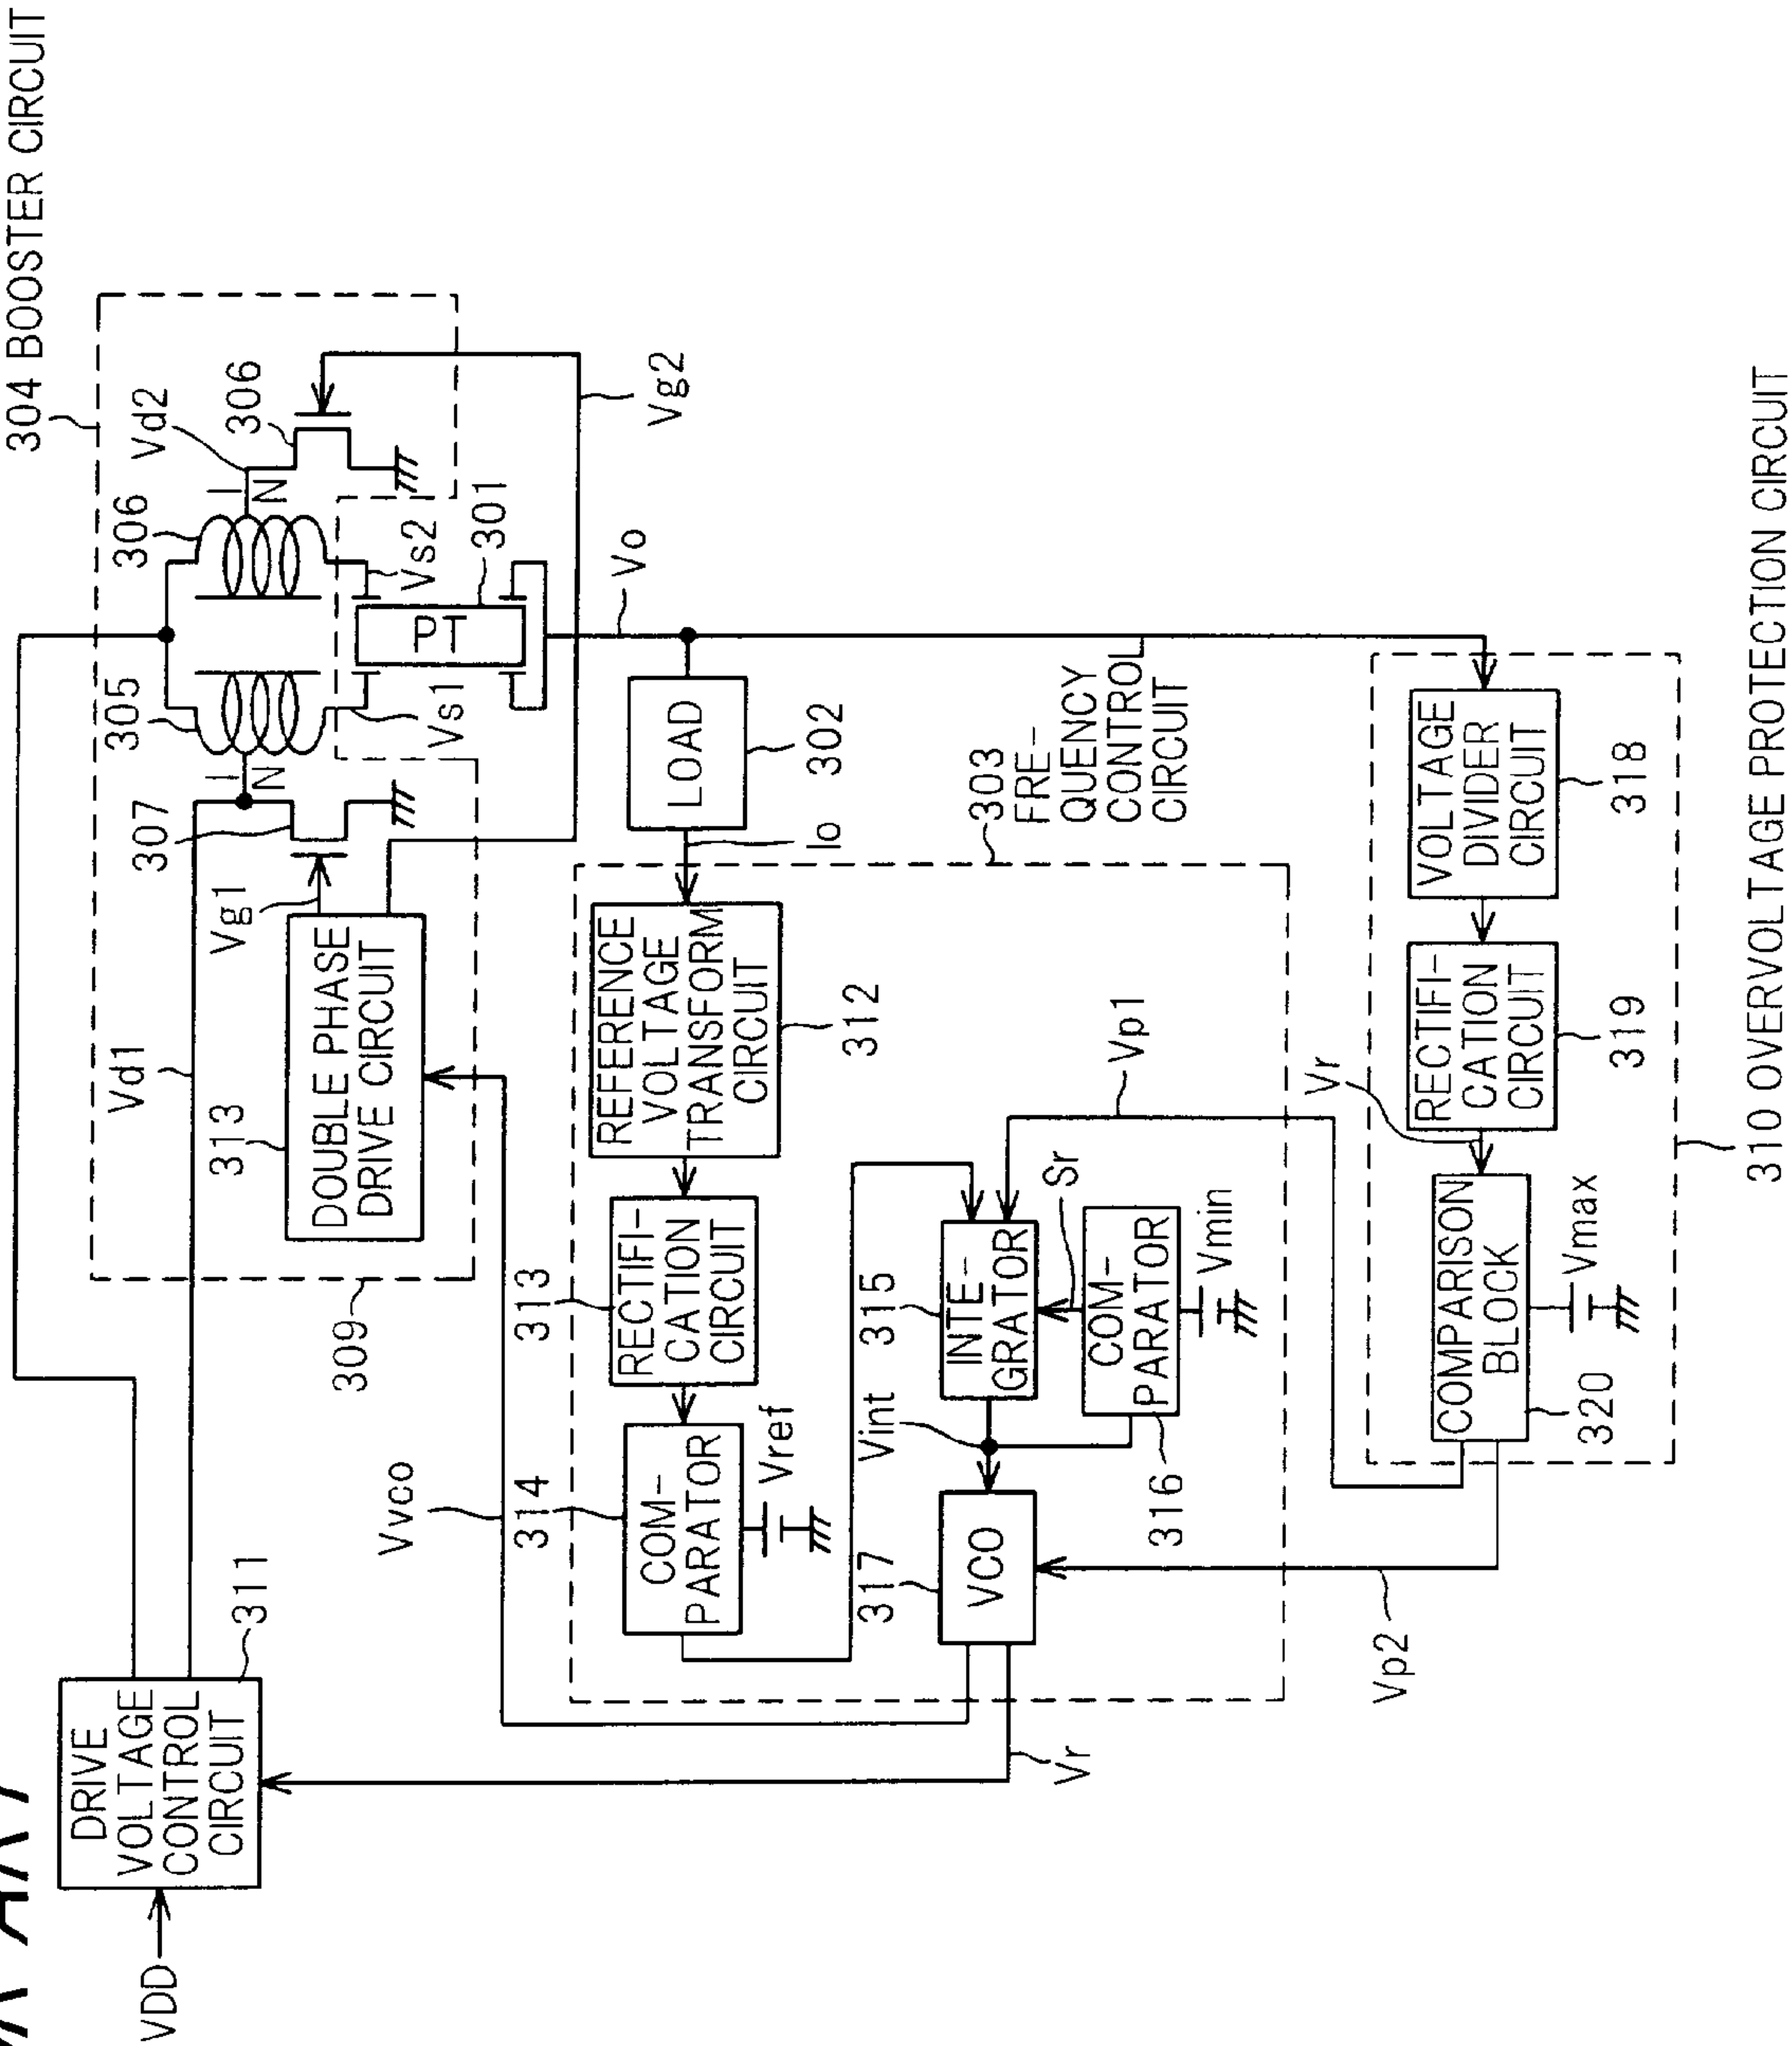 304 BOOSTER CIRCUIT
VDD
DRIVE
VOLTAGE
CONTROL
CIRCUIT
311
Vd1
309
313
DOUBLE PHASE
DRIVE CIRCUIT
Vg1
307
305
I
N
306
I
N
Vd2
306
Vs1
Vs2
PT
301
Vg2
Vo
LOAD
302
Io
303
FRE-
QUENCY
CONTROL
CIRCUIT
Vvco
REFERENCE
VOLTAGE
TRANSFORM
CIRCUIT
312
313
RECTIFI-
CATION
CIRCUIT
314
COM-
PARATOR
Vref
315
INTE-
GRATOR
Vint
Sr
COM-
PARATOR
316
Vmin
317
VCO
Vr
Vp1
Vp2
VOLTAGE
DIVIDER
CIRCUIT
318
RECTIFI-
CATION
CIRCUIT
319
Vr
COMPARISON
BLOCK
320
Vmax
310 OVERVOLTAGE PROTECTION CIRCUIT